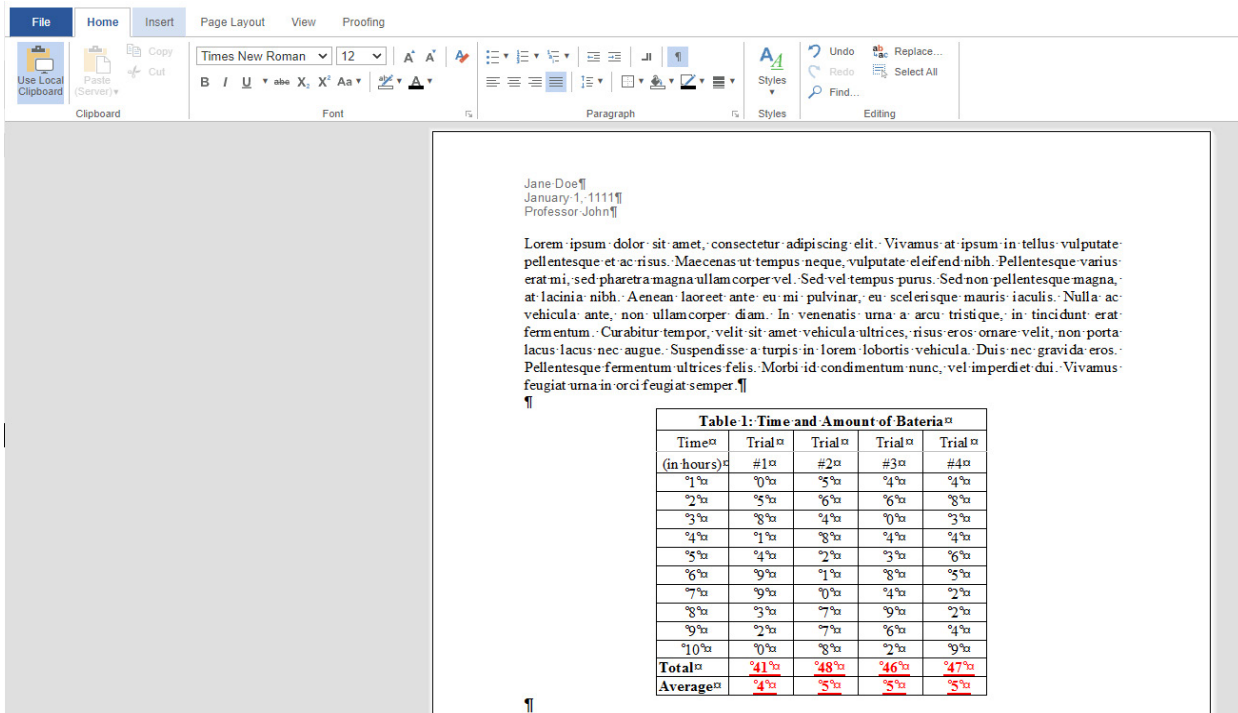 File Home Insert Page Layout View Proofing
Use Local Clipboard
Paste (Server)
Copy
Cut
Clipboard
Times New Roman 12
B I U abc X₂ X² Aa abc A
Font
Paragraph
Styles
Styles
Undo
Redo
Find...
Replace...
Select All
Editing
Jane Doe¶
January 1, 1111¶
Professor John¶
Lorem ipsum dolor sit amet, consectetur adipiscing elit. Vivamus at ipsum in tellus vulputate
pellentesque et ac risus. Maecenas ut tempus neque, vulputate eleifend nibh. Pellentesque varius
erat mi, sed pharetra magna ullamcorper vel. Sed vel tempus purus. Sed non pellentesque magna,
at lacinia nibh. Aenean laoreet ante eu mi pulvinar, eu scelerisque mauris iaculis. Nulla ac
vehicula ante, non ullamcorper diam. In venenatis urna a arcu tristique, in tincidunt erat
fermentum. Curabitur tempor, velit sit amet vehicula ultrices, risus eros ornare velit, non porta
lacus lacus nec augue. Suspendisse a turpis in lorem lobortis vehicula. Duis nec gravida eros.
Pellentesque fermentum ultrices felis. Morbi id condimentum nunc, vel imperdiet dui. Vivamus
feugiat urna in orci feugiat semper.¶
¶
Table 1: Time and Amount of Bateria¤
Time¤ Trial¤ Trial¤ Trial¤ Trial¤
(in hours)¤ #1¤ #2¤ #3¤ #4¤
°1°¤ °0°¤ °5°¤ °4°¤ °4°¤
°2°¤ °5°¤ °6°¤ °6°¤ °8°¤
°3°¤ °8°¤ °4°¤ °0°¤ °3°¤
°4°¤ °1°¤ °8°¤ °4°¤ °4°¤
°5°¤ °4°¤ °2°¤ °3°¤ °6°¤
°6°¤ °9°¤ °1°¤ °8°¤ °5°¤
°7°¤ °9°¤ °0°¤ °4°¤ °2°¤
°8°¤ °3°¤ °7°¤ °9°¤ °2°¤
°9°¤ °2°¤ °7°¤ °6°¤ °4°¤
°10°¤ °0°¤ °8°¤ °2°¤ °9°¤
Total¤ °41°¤ °48°¤ °46°¤ °47°¤
Average¤ °4°¤ °5°¤ °5°¤ °5°¤
¶